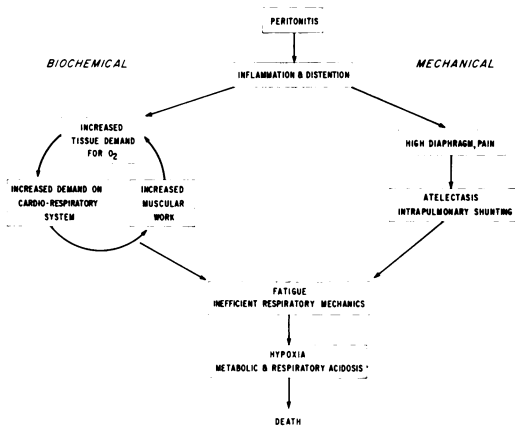 PERITONITIS
BIOCHEMICAL
MECHANICAL
INFLAMMATION & DISTENTION
INCREASED
TISSUE DEMAND
FOR O2
HIGH DIAPHRAGM, PAIN
INCREASED DEMAND ON
CARDIO-RESPIRATORY
SYSTEM
INCREASED
MUSCULAR
WORK
ATELECTASIS
INTRAPULMONARY SHUNTING
FATIGUE
INEFFICIENT RESPIRATORY MECHANICS
HYPOXIA
METABOLIC & RESPIRATORY ACIDOSIS
DEATH